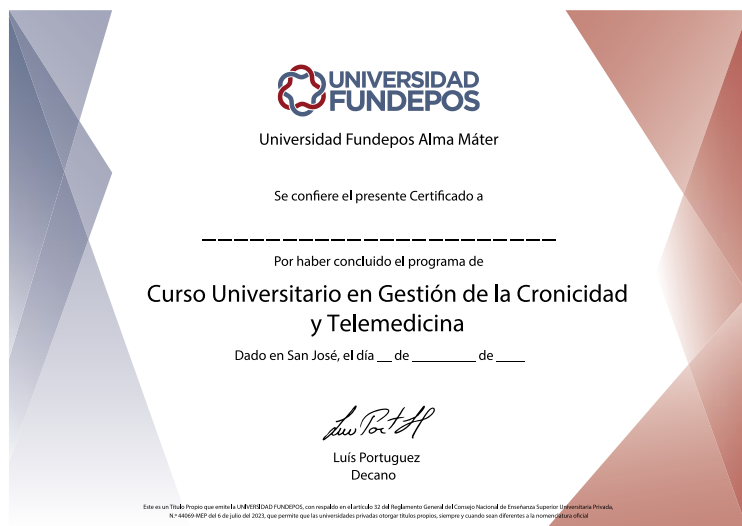 UNIVERSIDAD
FUNDEPOS
Universidad Fundepos Alma Máter
Se confiere el presente Certificado a
Por haber concluido el programa de
Curso Universitario en Gestión de la Cronicidad
y Telemedicina
Dado en San José, el día __ de ________ de ____
Luís Portuguez
Decano
Este es un Título Propio que emite la UNIVERSIDAD FUNDEPOS, con respaldo en el artículo 32 del Reglamento General del Consejo Nacional de Enseñanza Superior Universitaria Privada,
N.º 44069-MEP del 6 de julio del 2023, que permite que las universidades privadas otorgar títulos propios, siempre y cuando sean diferentes a la nomenclatura oficial